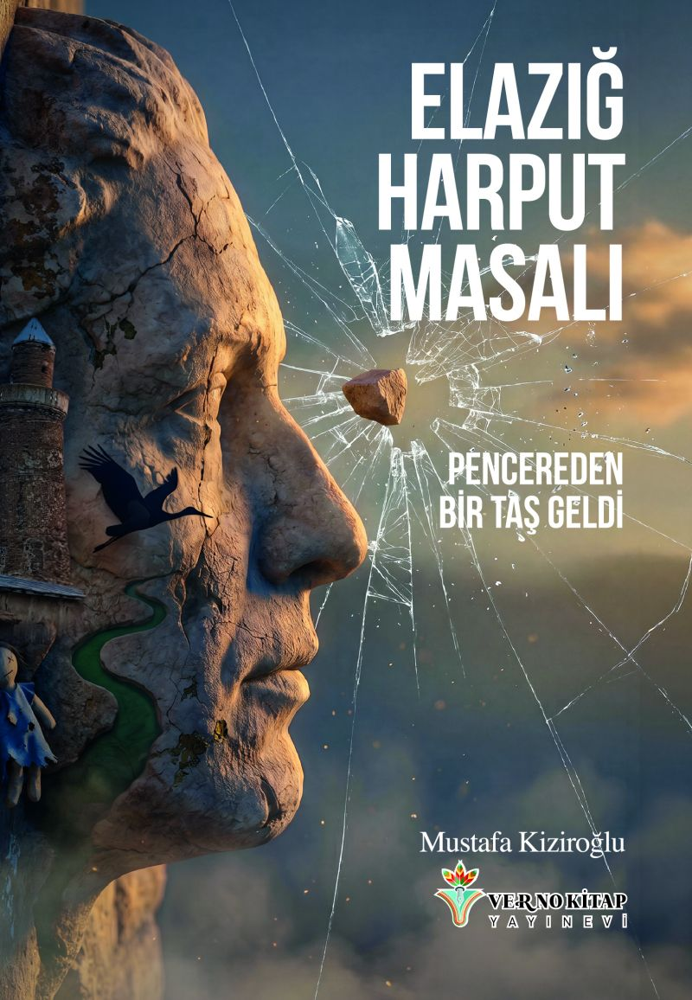 ELAZIĞ
HARPUT
MASALI
PENCEREDEN
BİR TAŞ GELDİ
Mustafa Kiziroğlu
VERNO KİTAP
YAYINEVİ